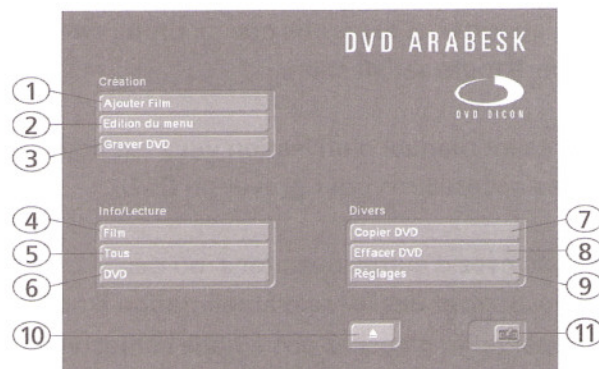 DVD ARABESK
DVD DICON
Création
1 Ajouter Film
2 Edition du menu
3 Graver DVD
Info/Lecture
4 Film
5 Tous
6 DVD
Divers
Copier DVD 7
Effacer DVD 8
Réglages 9
10
11